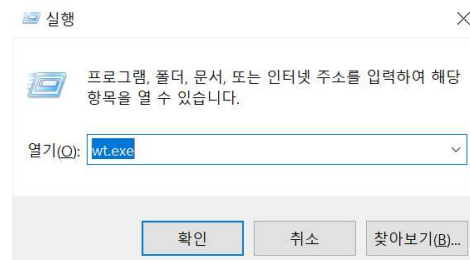 실행
프로그램, 폴더, 문서, 또는 인터넷 주소를 입력하여 해당
항목을 열 수 있습니다.
열기(O): wt.exe
확인 취소 찾아보기(B)...